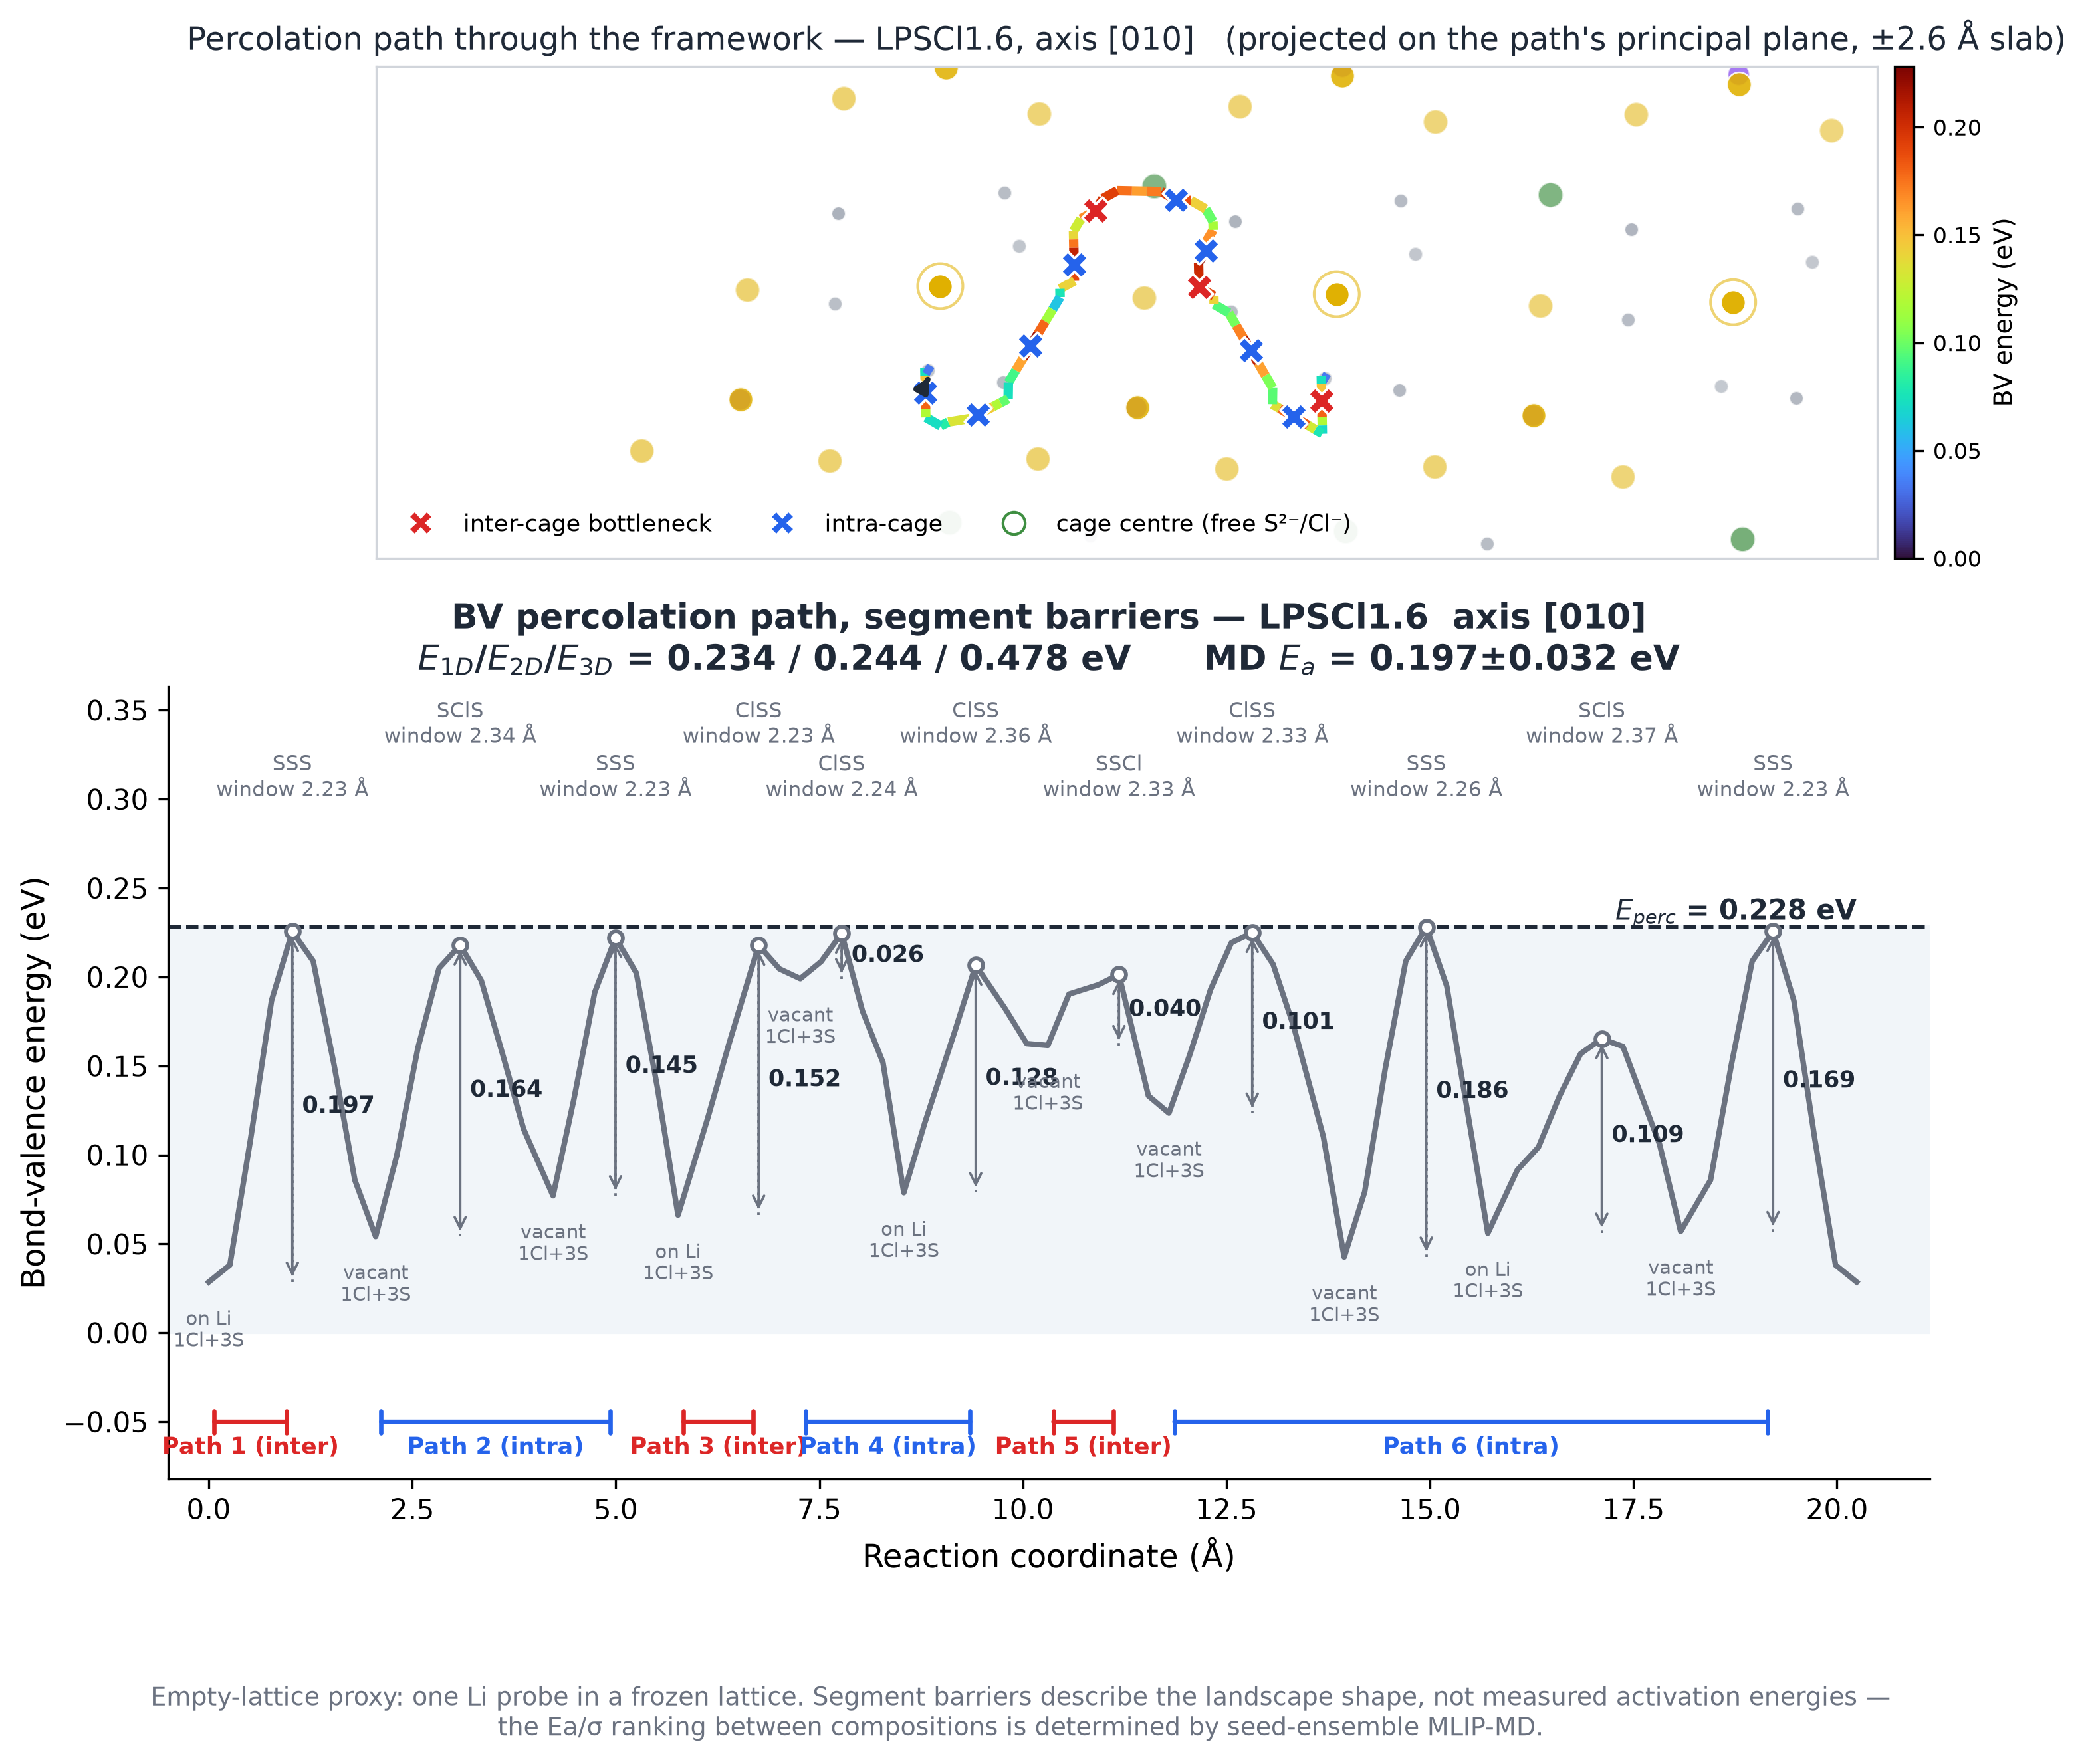 Percolation path through the framework — LPSCl1.6, axis [010]   (projected on the path's principal plane, ±2.6 Å slab)
0.20
0.15
0.10
0.05
0.00
BV energy (eV)
inter-cage bottleneck
intra-cage
cage centre (free S²⁻/Cl⁻)
BV percolation path, segment barriers — LPSCl1.6  axis [010]
E1D/E2D/E3D = 0.234 / 0.244 / 0.478 eV      MD Ea = 0.197±0.032 eV
Bond-valence energy (eV)
0.35
0.30
0.25
0.20
0.15
0.10
0.05
0.00
−0.05
SSS
window 2.23 Å
SClS
window 2.34 Å
SSS
window 2.23 Å
ClSS
window 2.23 Å
ClSS
window 2.24 Å
ClSS
window 2.36 Å
SSCl
window 2.33 Å
ClSS
window 2.33 Å
SSS
window 2.26 Å
SClS
window 2.37 Å
SSS
window 2.23 Å
Eperc = 0.228 eV
0.197
0.164
0.145
0.152
0.026
0.128
0.040
0.101
0.186
0.109
0.169
on Li
1Cl+3S
vacant
1Cl+3S
vacant
1Cl+3S
on Li
1Cl+3S
vacant
1Cl+3S
on Li
1Cl+3S
vacant
1Cl+3S
vacant
1Cl+3S
vacant
1Cl+3S
on Li
1Cl+3S
vacant
1Cl+3S
Path 1 (inter)
Path 2 (intra)
Path 3 (inter)
Path 4 (intra)
Path 5 (inter)
Path 6 (intra)
0.0
2.5
5.0
7.5
10.0
12.5
15.0
17.5
20.0
Reaction coordinate (Å)
Empty-lattice proxy: one Li probe in a frozen lattice. Segment barriers describe the landscape shape, not measured activation energies —
the Ea/σ ranking between compositions is determined by seed-ensemble MLIP-MD.